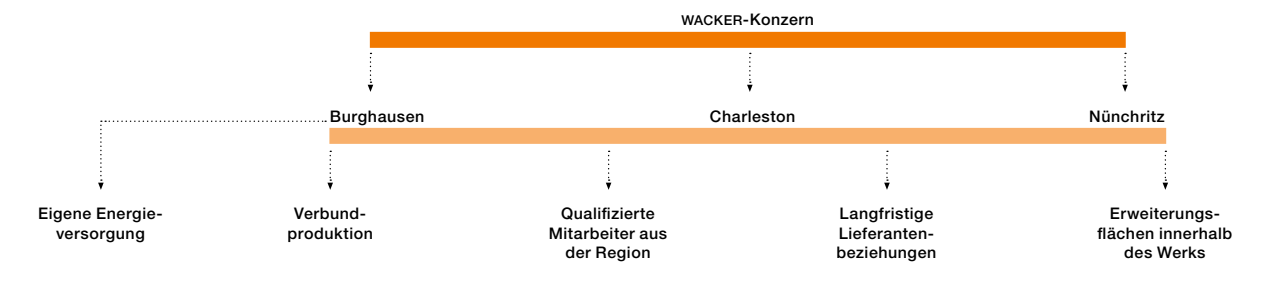 WACKER-Konzern
Burghausen
Charleston
Nünchritz
Eigene Energie-
versorgung
Verbund-
produktion
Qualifizierte
Mitarbeiter aus
der Region
Langfristige
Lieferanten-
beziehungen
Erweiterungs-
flächen innerhalb
des Werks